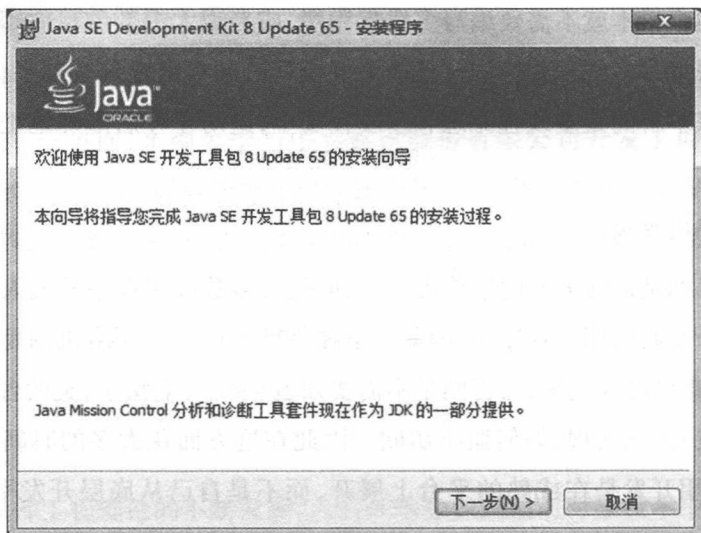 Java SE Development Kit 8 Update 65 - 安装程序
Java™
ORACLE
欢迎使用 Java SE 开发工具包 8 Update 65 的安装向导
本向导将指导您完成 Java SE 开发工具包 8 Update 65 的安装过程。
Java Mission Control 分析和诊断工具套件现在作为 JDK 的一部分提供。
下一步(N) >
取消